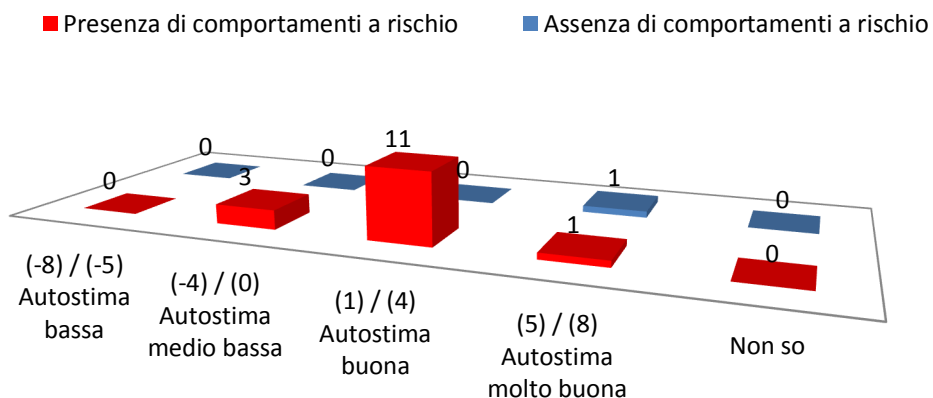 Presenza di comportamenti a rischio
Assenza di comportamenti a rischio
0
0
0
1
0
0
3
11
1
0
(-8) / (-5)
Autostima
bassa
(-4) / (0)
Autostima
medio bassa
(1) / (4)
Autostima
buona
(5) / (8)
Autostima
molto buona
Non so